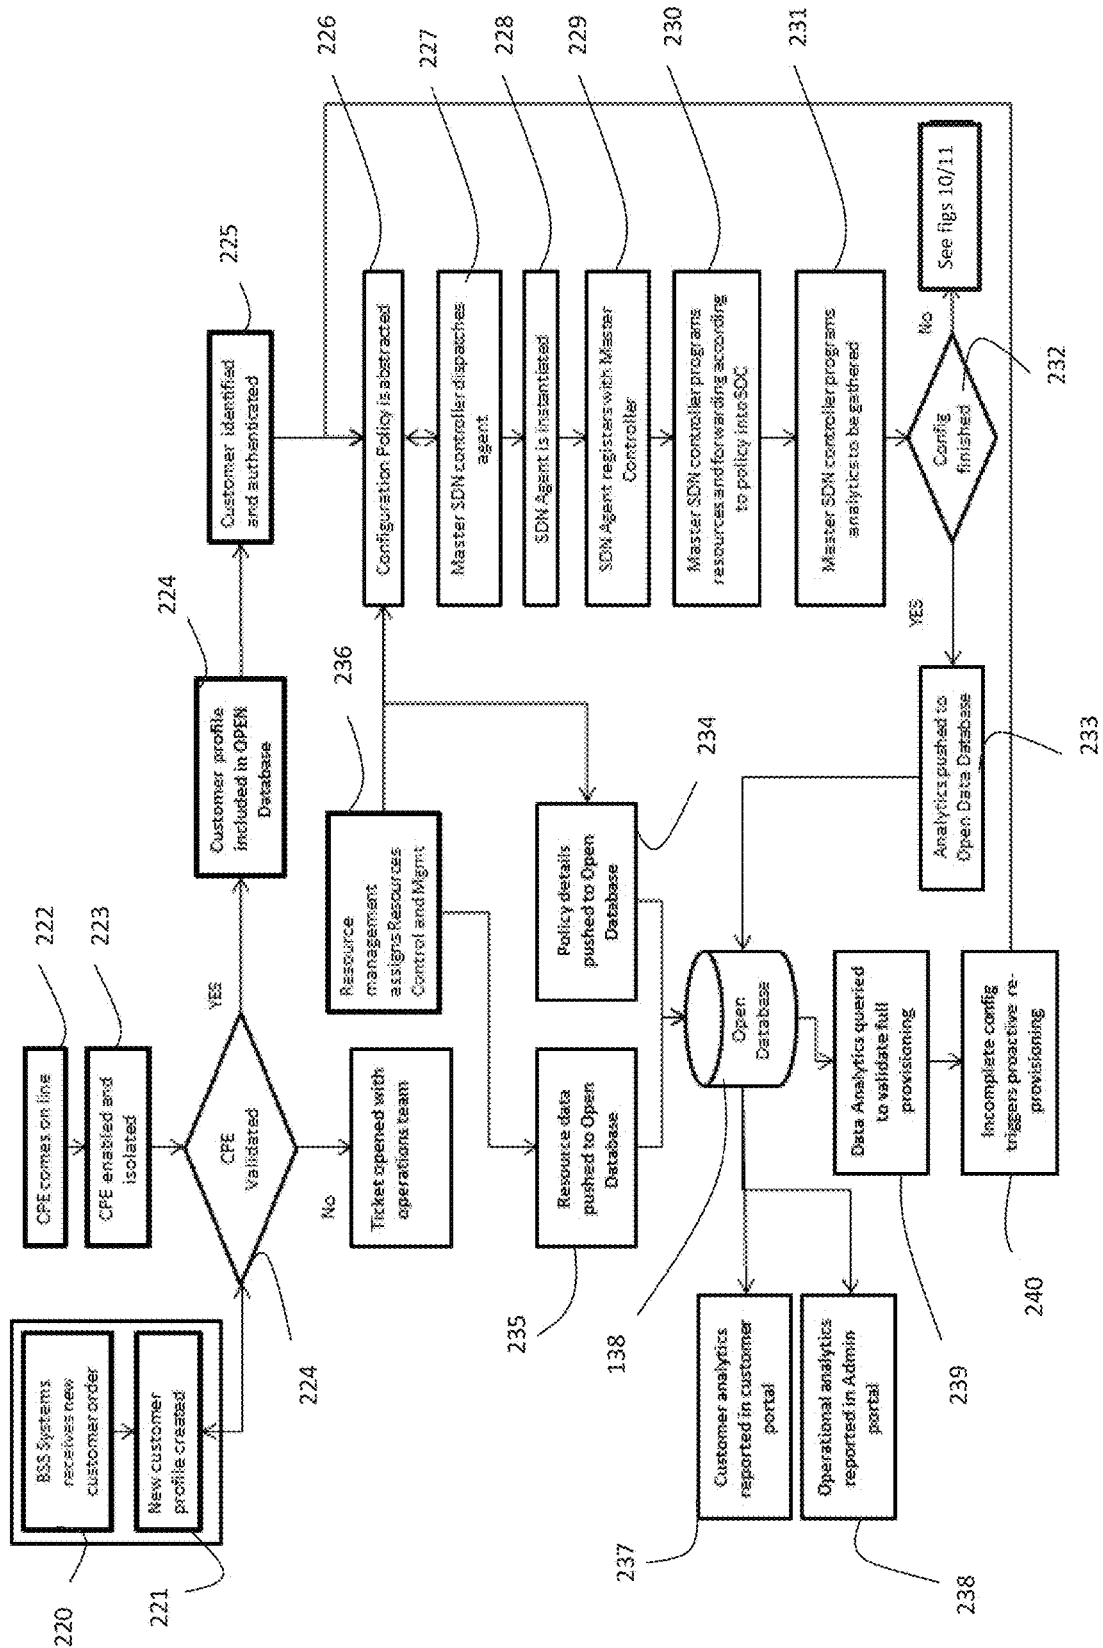 BSS Systems
receives new
customer order
New customer
profile created
220
221
CPE comes on line
222
CPE enabled and
isolated
223
CPE
Validated
224
YES
No
Ticket opened with
operations team
Customer profile
included in OPEN
Database
224
Customer identified
and authenticated
225
Resource
management
assigns Resources
Control and Mgmt
236
Configuration Policy is abstracted
226
Master SDN controller dispatches
agent
227
SDN Agent is instantiated
228
SDN Agent registers with Master
Controller
229
Master SDN controller programs
resources and forwarding according
to policy into SDC
230
Master SDN controller programs
analytics to be gathered
231
Config
finished
232
No
See figs 10/11
YES
Analytics pushed to
Open Data Database
233
Policy details
pushed to Open
Database
234
Resource data
pushed to Open
Database
235
Open
Database
138
Customer analytics
reported in customer
portal
237
Operational analytics
reported in Admin
portal
238
Data Analytics queried
to validate full
provisioning
239
Incomplete config
triggers proactive re-
provisioning
240